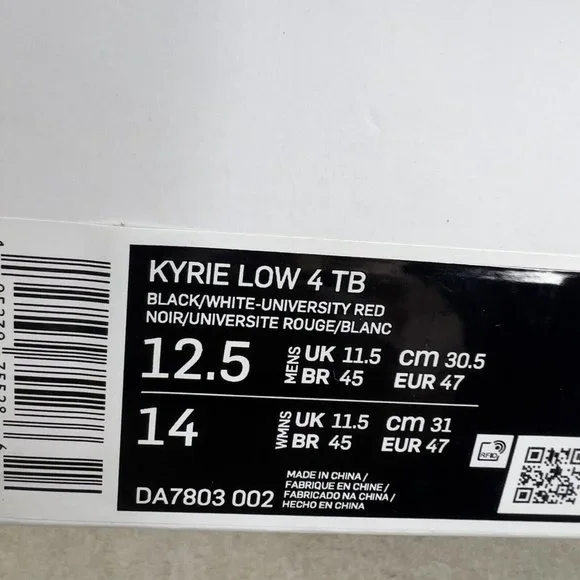 KYRIE LOW 4 TB
BLACK/WHITE-UNIVERSITY RED
NOIR/UNIVERSITE ROUGE/BLANC
12.5 MENS UK 11.5 cm 30.5
BR 45 EUR 47
14 WMNS UK 11.5 cm 31
BR 45 EUR 47
RFID
MADE IN CHINA/
FABRIQUE EN CHINE/
FABRICADO NA CHINA/
HECHO EN CHINA
DA7803 002